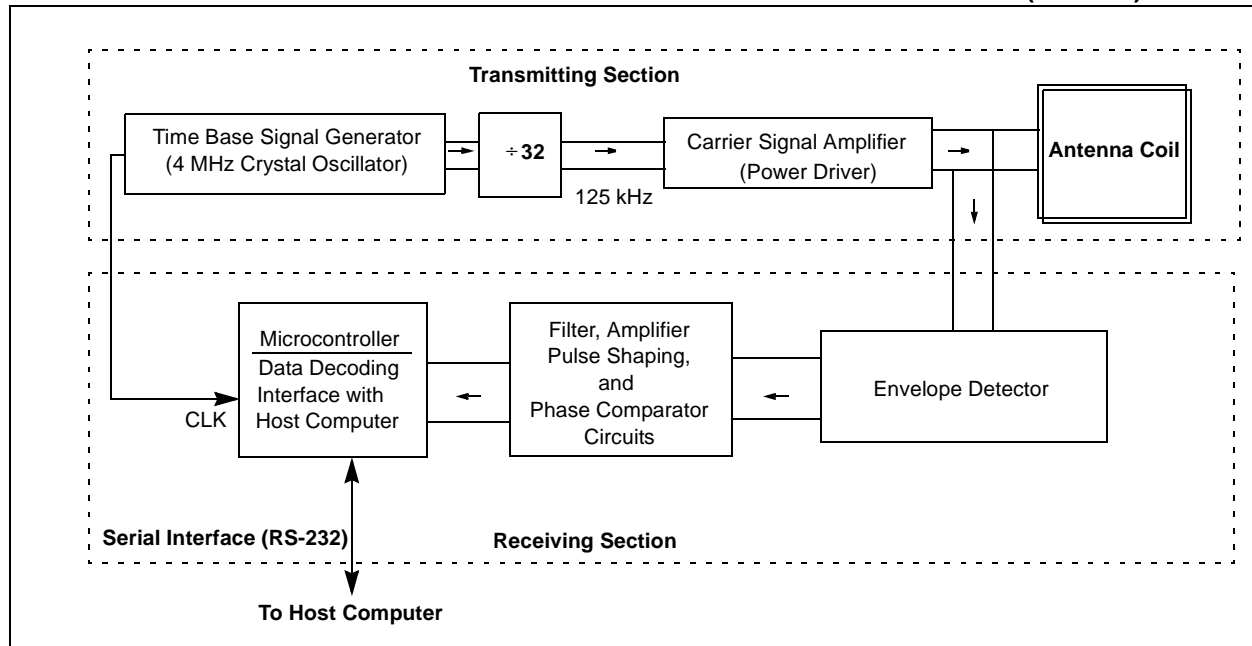 Transmitting Section
Time Base Signal Generator
(4 MHz Crystal Oscillator)
÷32
125 kHz
Carrier Signal Amplifier
(Power Driver)
Antenna Coil
Microcontroller
Data Decoding
Interface with
Host Computer
CLK
Filter, Amplifier
Pulse Shaping,
and
Phase Comparator
Circuits
Envelope Detector
Serial Interface (RS-232)
Receiving Section
To Host Computer